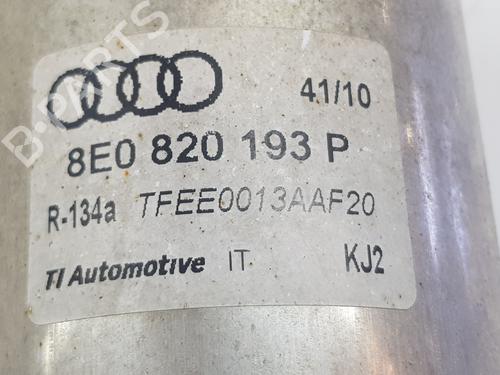 41/10
8E0 820 193 P
R-134a TFEE0013AAF20
TI Automotive IT KJ2
B-PARTS